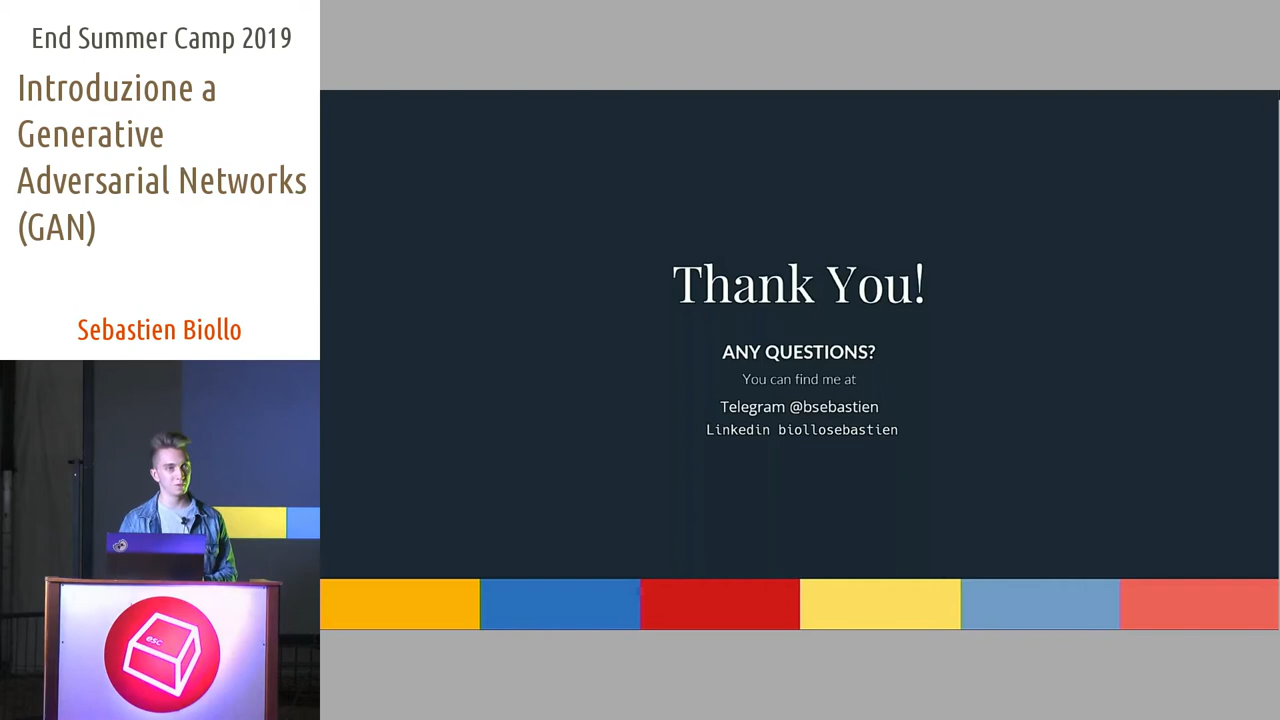 End Summer Camp 2019
Introduzione a
Generative
Adversarial Networks
(GAN)
Sebastien Biollo
esc
Thank You!
ANY QUESTIONS?
You can find me at
Telegram @bsebastien
Linkedin biollosebastien